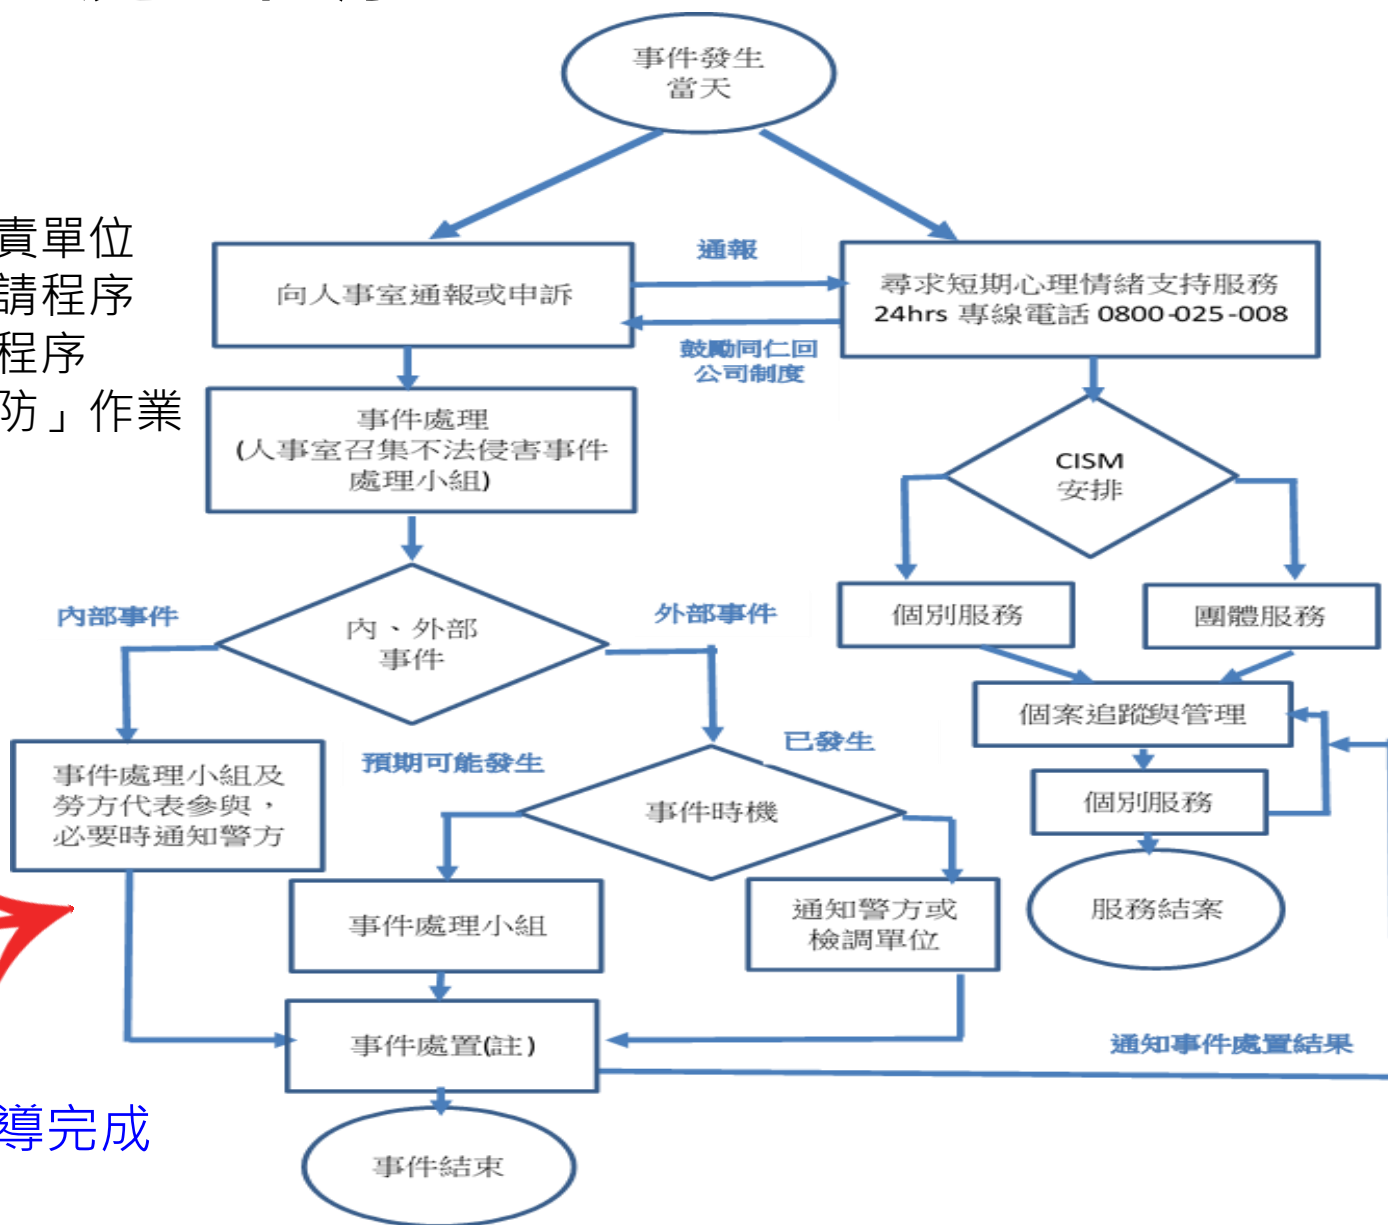 事件發生
當天
責單位
請程序
程序
防」作業
向人事室通報或申訴
通報
鼓勵同仁回
公司制度
尋求短期心理情緒支持服務
24hrs 專線電話 0800-025-008
事件處理
(人事室召集不法侵害事件
處理小組)
CISM
安排
內部事件
內、外部
事件
外部事件
個別服務
團體服務
個案追蹤與管理
個別服務
服務結案
事件處理小組及
勞方代表參與，
必要時通知警方
預期可能發生
已發生
事件時機
事件處理小組
通知警方或
檢調單位
事件處置(註)
通知事件處置結果
導完成
事件結束